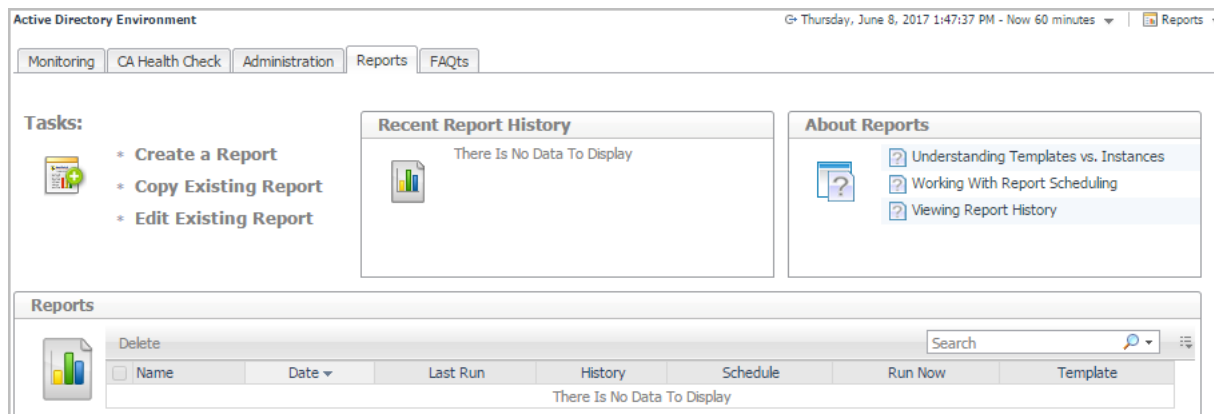 Active Directory Environment
Thursday, June 8, 2017 1:47:37 PM - Now 60 minutes
Reports
Monitoring
CA Health Check
Administration
Reports
FAQts
Tasks:
* Create a Report
* Copy Existing Report
* Edit Existing Report
Recent Report History
There Is No Data To Display
About Reports
Understanding Templates vs. Instances
Working With Report Scheduling
Viewing Report History
Reports
Delete
Search
Name
Date
Last Run
History
Schedule
Run Now
Template
There Is No Data To Display